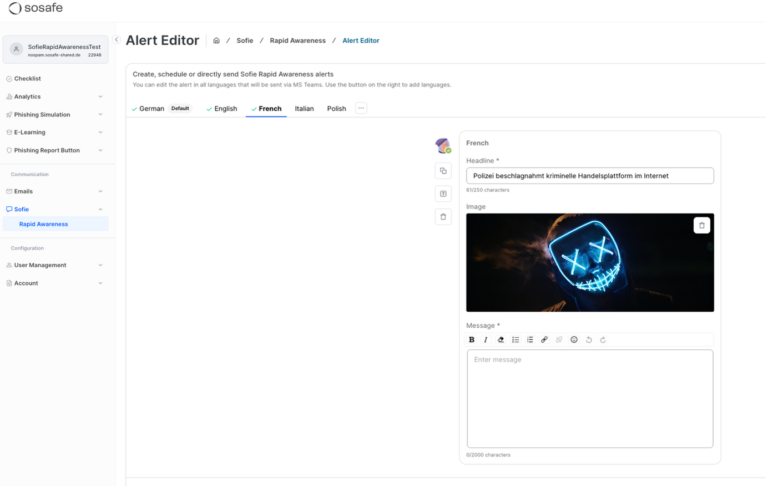 sosafe
SofieRapidAwarenessTest
nospam.sosafe-shared.de 22848
Checklist
Analytics
Phishing Simulation
E-Learning
Phishing Report Button
Communication
Emails
Sofie
Rapid Awareness
Configuration
User Management
Account
Alert Editor
/ Sofie / Rapid Awareness / Alert Editor
Create, schedule or directly send Sofie Rapid Awareness alerts
You can edit the alert in all languages that will be sent via MS Teams. Use the button on the right to add languages.
German Default English French Italian Polish ...
French
Headline *
Polizei beschlagnahmt kriminelle Handelsplattform im Internet
61/250 characters
Image
Message *
B I
Enter message
0/2000 characters